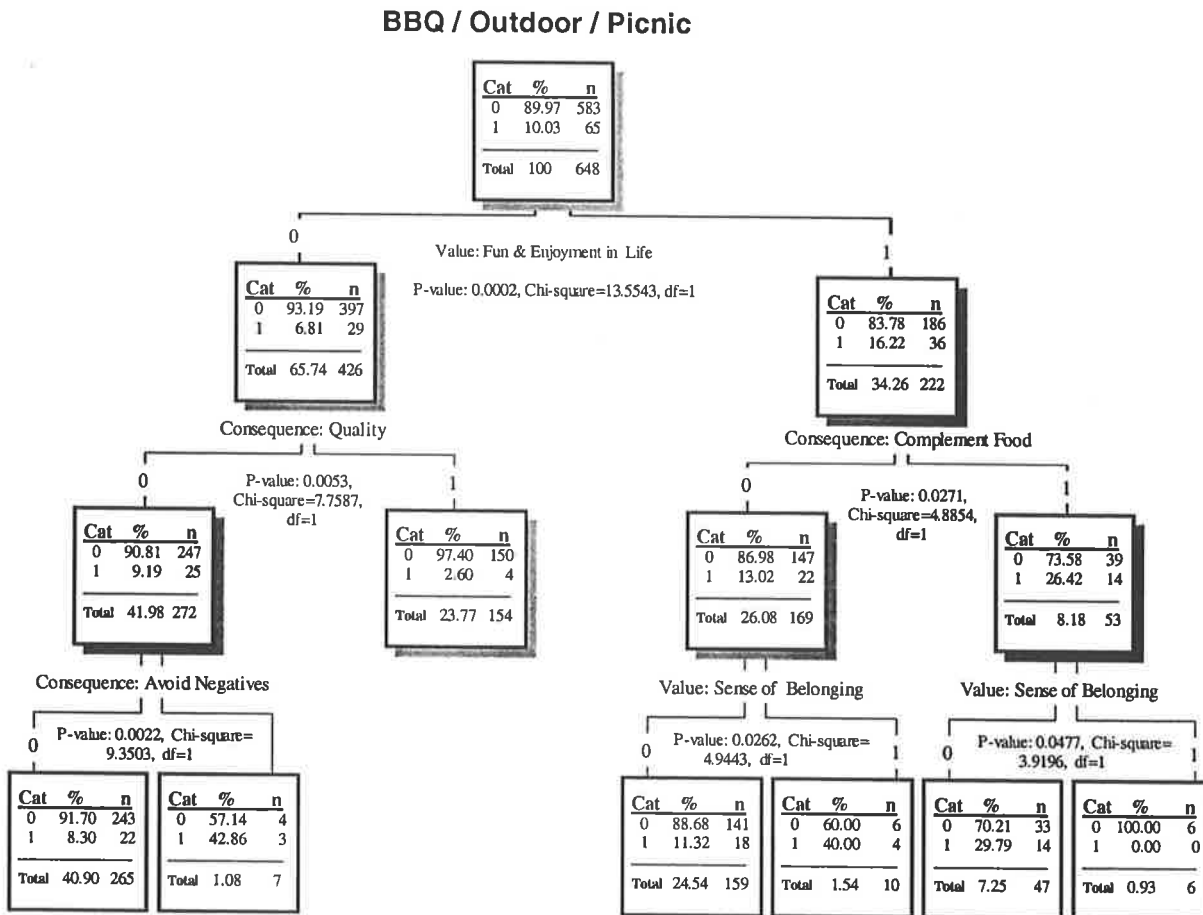 BBQ / Outdoor / Picnic
Cat % n
0 89.97 583
1 10.03 65
Total 100 648
0
Value: Fun & Enjoyment in Life
1
P-value: 0.0002, Chi-square=13.5543, df=1
Cat % n
0 93.19 397
1 6.81 29
Total 65.74 426
Cat % n
0 83.78 186
1 16.22 36
Total 34.26 222
Consequence: Quality
0
P-value: 0.0053,
Chi-square=7.7587,
df=1
1
Consequence: Complement Food
0
P-value: 0.0271,
Chi-square=4.8854,
df=1
1
Cat % n
0 90.81 247
1 9.19 25
Total 41.98 272
Cat % n
0 97.40 150
1 2.60 4
Total 23.77 154
Cat % n
0 86.98 147
1 13.02 22
Total 26.08 169
Cat % n
0 73.58 39
1 26.42 14
Total 8.18 53
Consequence: Avoid Negatives
0
P-value: 0.0022, Chi-square=
9.3503, df=1
Value: Sense of Belonging
0
P-value: 0.0262, Chi-square=
4.9443, df=1
1
Value: Sense of Belonging
0
P-value: 0.0477, Chi-square=
3.9196, df=1
1
Cat % n
0 91.70 243
1 8.30 22
Total 40.90 265
Cat % n
0 57.14 4
1 42.86 3
Total 1.08 7
Cat % n
0 88.68 141
1 11.32 18
Total 24.54 159
Cat % n
0 60.00 6
1 40.00 4
Total 1.54 10
Cat % n
0 70.21 33
1 29.79 14
Total 7.25 47
Cat % n
0 100.00 6
1 0.00 0
Total 0.93 6